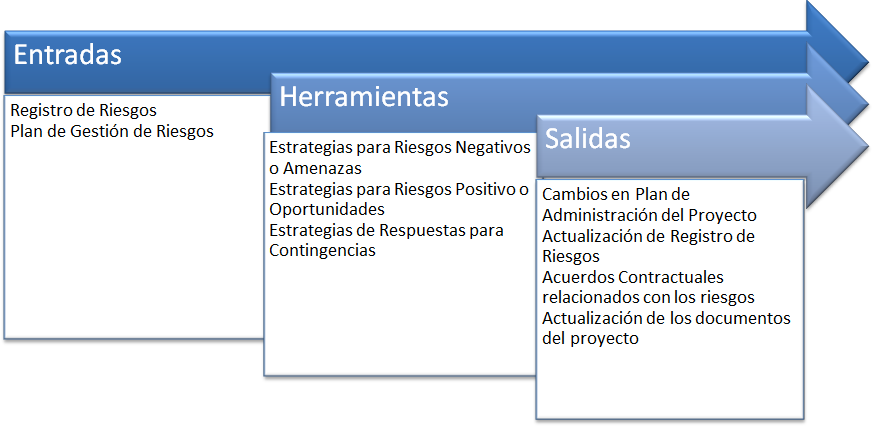 Entradas
Registro de Riesgos
Plan de Gestión de Riesgos
Herramientas
Estrategias para Riesgos Negativos
o Amenazas
Estrategias para Riesgos Positivo o
Oportunidades
Estrategias de Respuestas para
Contingencias
Salidas
Cambios en Plan de
Administración del Proyecto
Actualización de Registro de
Riesgos
Acuerdos Contractuales
relacionados con los riesgos
Actualización de los documentos
del proyecto